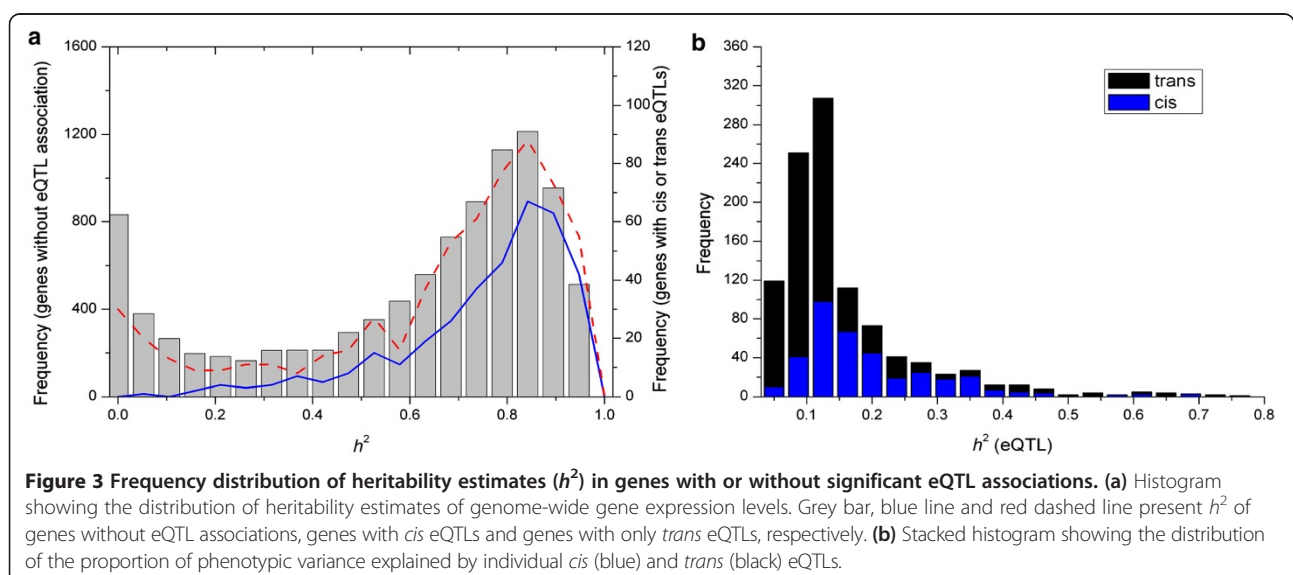 a
1600
1200
800
400
0
Frequency (genes without eQTL association)
120
100
80
60
40
20
0
Frequency (genes with cis or trans eQTLs)
0.0 0.2 0.4 0.6 0.8 1.0
h²
b
360
320
280
240
200
160
120
80
40
0
Frequency
trans
cis
0.1 0.2 0.3 0.4 0.5 0.6 0.7 0.8
h² (eQTL)
Figure 3 Frequency distribution of heritability estimates (h²) in genes with or without significant eQTL associations. (a) Histogram
showing the distribution of heritability estimates of genome-wide gene expression levels. Grey bar, blue line and red dashed line present h² of
genes without eQTL associations, genes with cis eQTLs and genes with only trans eQTLs, respectively. (b) Stacked histogram showing the distribution
of the proportion of phenotypic variance explained by individual cis (blue) and trans (black) eQTLs.